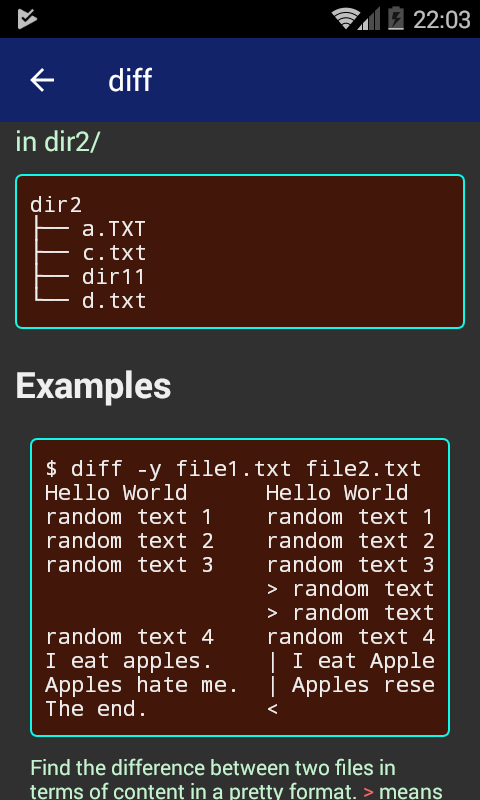 22:03
diff
in dir2/
dir2
├── a.TXT
├── c.txt
├── dir11
└── d.txt
Examples
$ diff -y file1.txt file2.txt
Hello World      Hello World
random text 1    random text 1
random text 2    random text 2
random text 3    random text 3
                 > random text
                 > random text
random text 4    random text 4
I eat apples.    | I eat Apple
Apples hate me.  | Apples rese
The end.         <
Find the difference between two files in
terms of content in a pretty format. > means